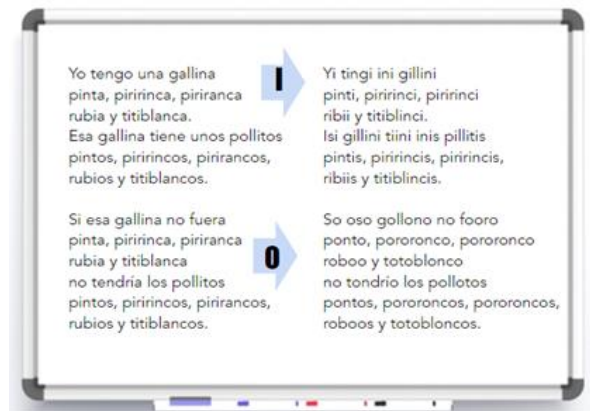 Yo tengo una gallina
pinta, piririnca, piriranca
rubia y titiblanca.
Esa gallina tiene unos pollitos
pintos, piririncos, pirirancos,
rubios y titiblancos.
I
Yi tingi ini gillini
pinti, piririnci, piririnci
ribii y titiblinci.
Isi gillini tiini inis pillitis
pintis, piririncis, piririncis,
ribiis y titiblincis.
Si esa gallina no fuera
pinta, piririnca, piriranca
rubia y titiblanca
no tendría los pollitos
pintos, piririncos, pirirancos,
rubios y titiblancos.
O
So oso gollono no fooro
ponto, pororonco, pororonco
roboo y totoblonco
no tondrío los pollotos
pontos, pororoncos, pororoncos,
roboos y totobloncos.